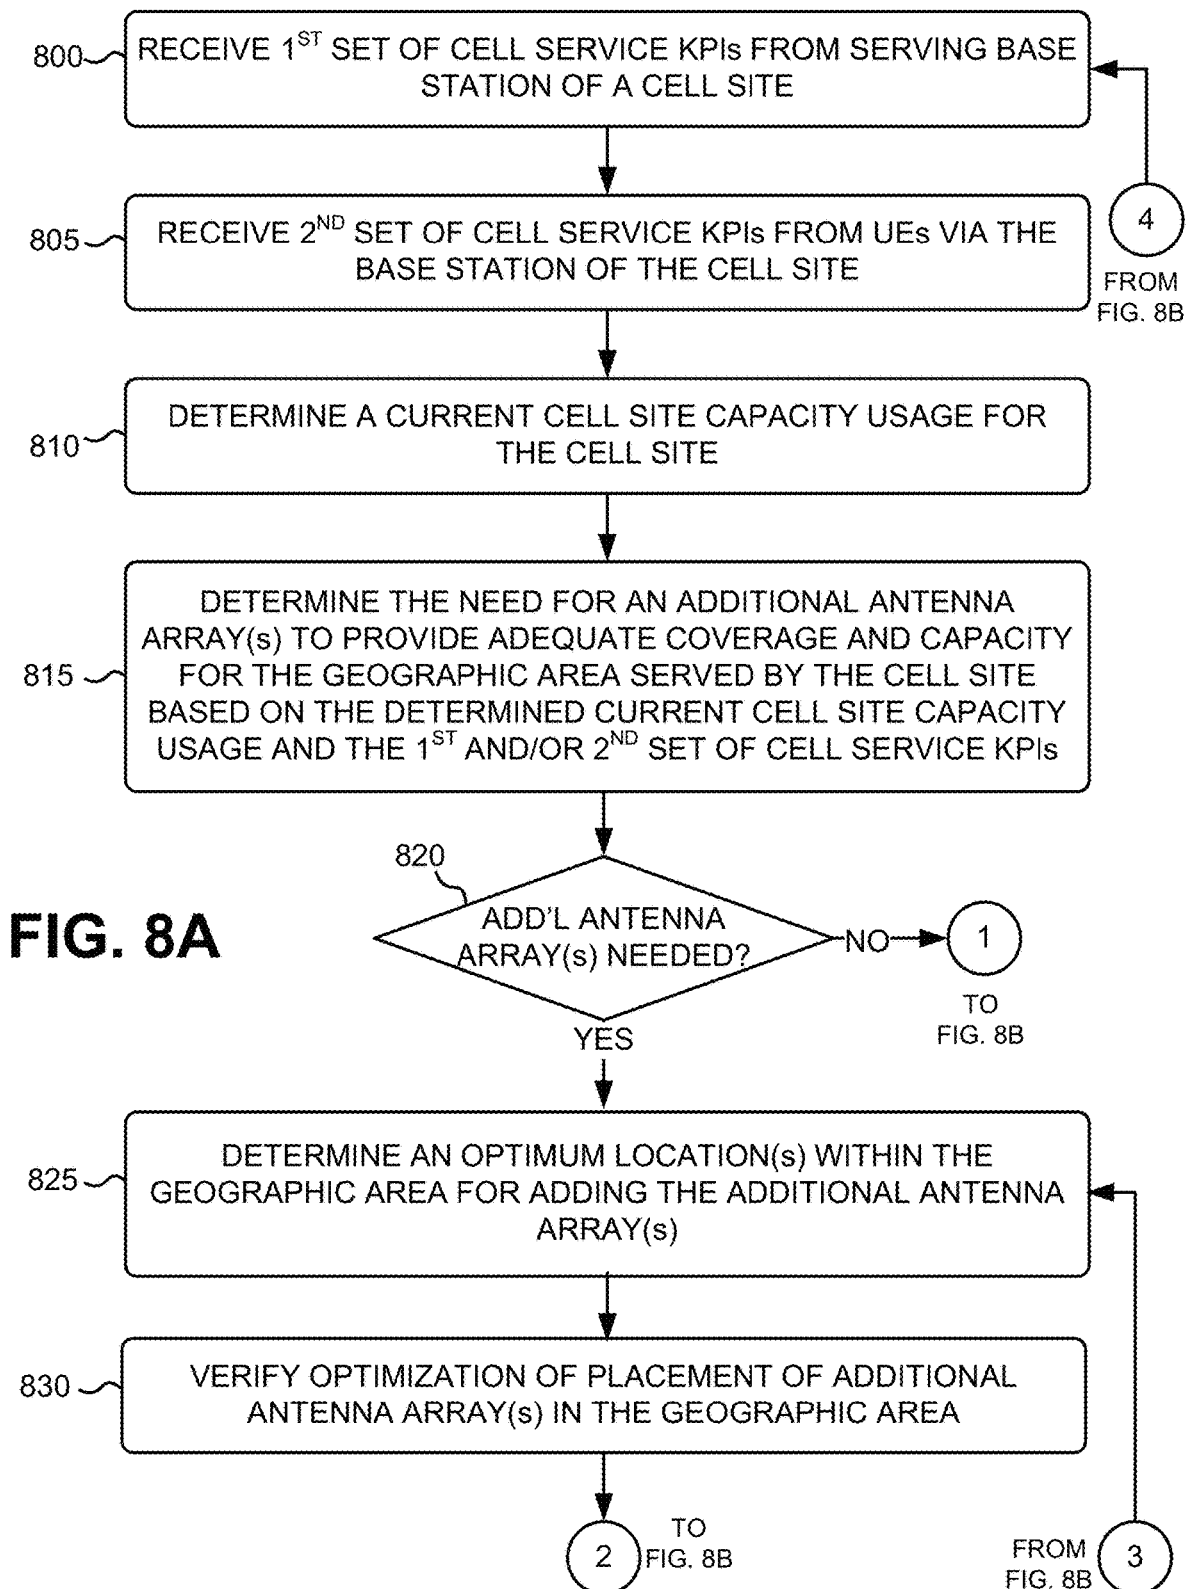 800
RECEIVE 1ST SET OF CELL SERVICE KPIs FROM SERVING BASE
STATION OF A CELL SITE
805
RECEIVE 2ND SET OF CELL SERVICE KPIs FROM UEs VIA THE
BASE STATION OF THE CELL SITE
4
FROM
FIG. 8B
810
DETERMINE A CURRENT CELL SITE CAPACITY USAGE FOR
THE CELL SITE
815
DETERMINE THE NEED FOR AN ADDITIONAL ANTENNA
ARRAY(s) TO PROVIDE ADEQUATE COVERAGE AND CAPACITY
FOR THE GEOGRAPHIC AREA SERVED BY THE CELL SITE
BASED ON THE DETERMINED CURRENT CELL SITE CAPACITY
USAGE AND THE 1ST AND/OR 2ND SET OF CELL SERVICE KPIs
820
FIG. 8A
ADD'L ANTENNA
ARRAY(s) NEEDED?
NO
1
TO
FIG. 8B
YES
825
DETERMINE AN OPTIMUM LOCATION(s) WITHIN THE
GEOGRAPHIC AREA FOR ADDING THE ADDITIONAL ANTENNA
ARRAY(s)
830
VERIFY OPTIMIZATION OF PLACEMENT OF ADDITIONAL
ANTENNA ARRAY(s) IN THE GEOGRAPHIC AREA
2
TO
FIG. 8B
FROM
FIG. 8B
3